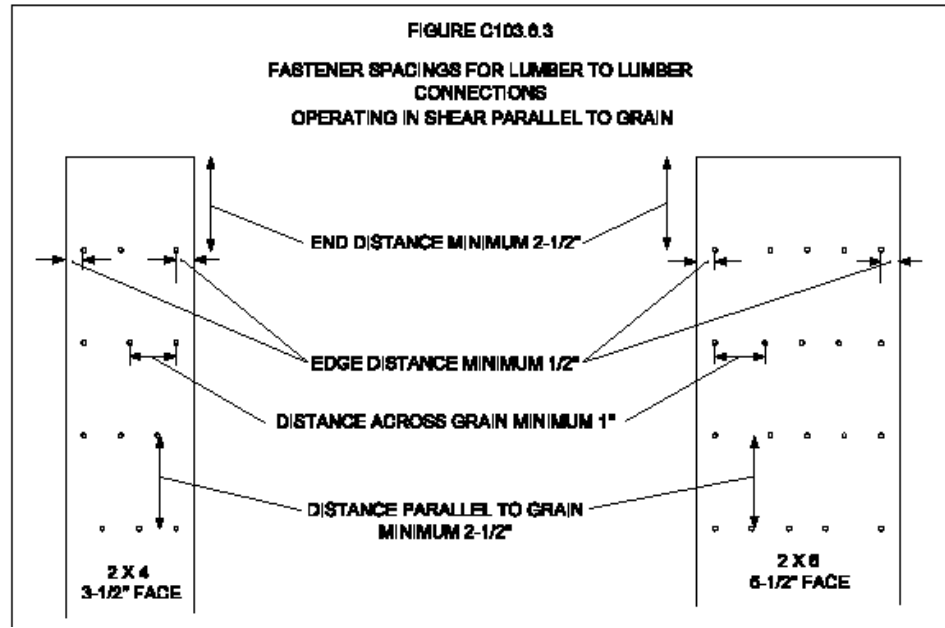 FIGURE C103.6.3
FASTENER SPACINGS FOR LUMBER TO LUMBER
CONNECTIONS
OPERATING IN SHEAR PARALLEL TO GRAIN
END DISTANCE MINIMUM 2-1/2"
EDGE DISTANCE MINIMUM 1/2"
DISTANCE ACROSS GRAIN MINIMUM 1"
DISTANCE PARALLEL TO GRAIN
MINIMUM 2-1/2"
2 X 4
3-1/2" FACE
2 X 6
5-1/2" FACE